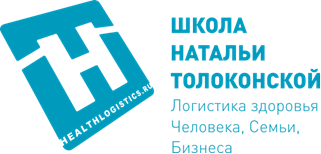 H
HEALTHLOGISTICS.RU
ШКОЛА
НАТАЛЬИ
ТОЛОКОНСКОЙ
Логистика здоровья
Человека, Семьи,
Бизнеса